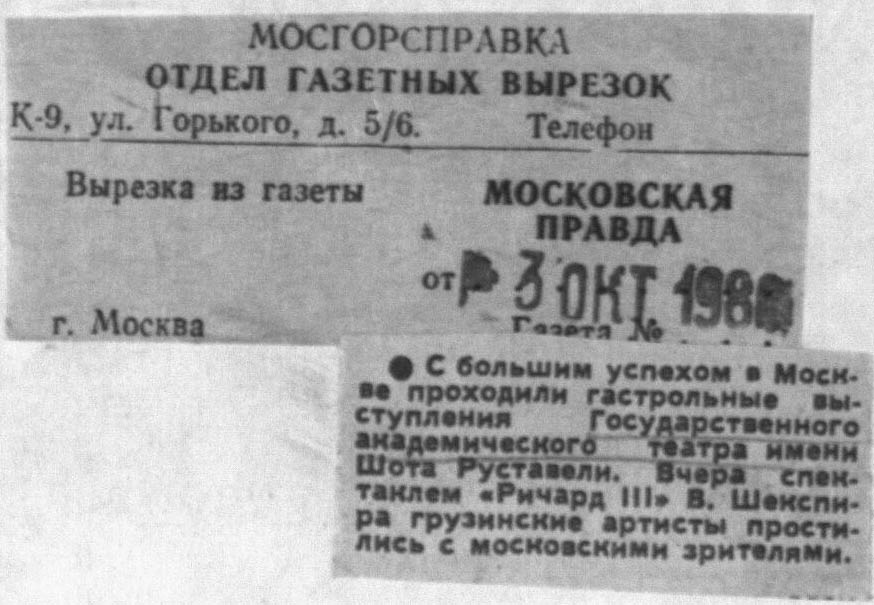 МОСГОРСПРАВКА
ОТДЕЛ ГАЗЕТНЫХ ВЫРЕЗОК
К-9, ул. Горького, д. 5/6. Телефон
Вырезка из газеты
МОСКОВСКАЯ
ПРАВДА
от 3 ОКТ. 198
г. Москва
Газета №
● С большим успехом в Моск-
ве проходили гастрольные вы-
ступления Государственного
академического театра имени
Шота Руставели. Вчера спек-
таклем «Ричард III» В. Шекспи-
ра грузинские артисты прости-
лись с московскими зрителями.